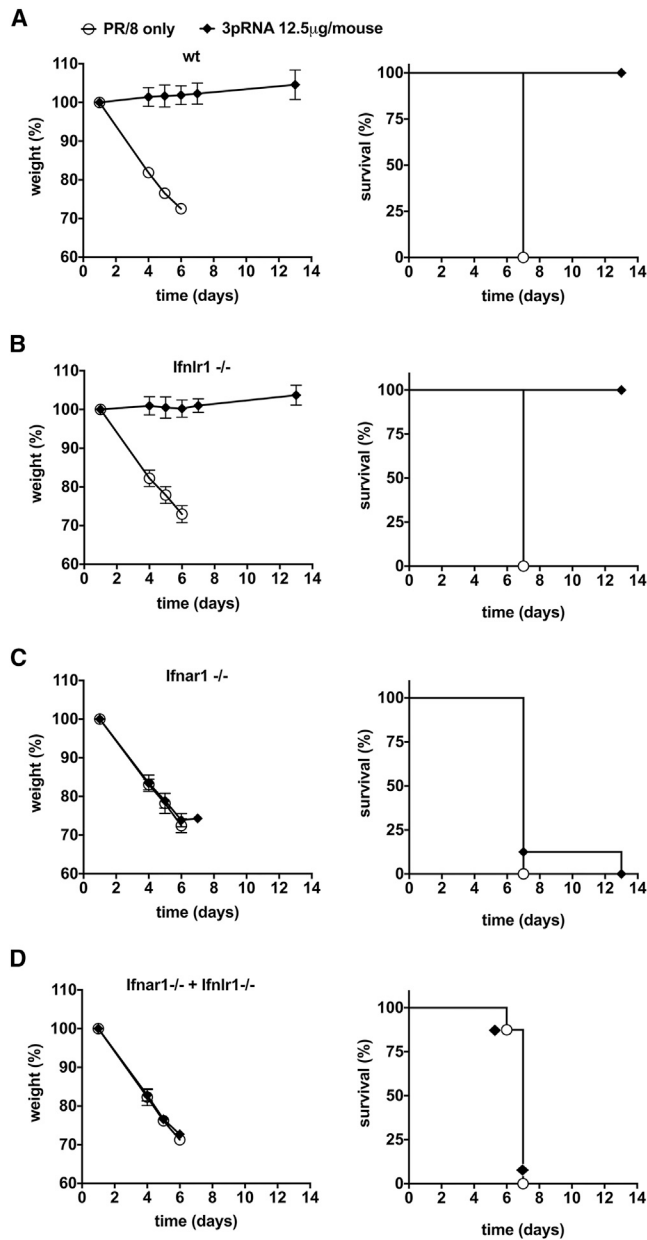 A
PR/8 only 3pRNA 12.5μg/mouse
wt
110
100
90
80
70
60
weight (%)
0 2 4 6 8 10 12 14
time (days)
100
75
50
25
0
survival (%)
0 2 4 6 8 10 12 14
time (days)
B
Ifnlr1 -/-
110
100
90
80
70
60
weight (%)
0 2 4 6 8 10 12 14
time (days)
100
75
50
25
0
survival (%)
0 2 4 6 8 10 12 14
time (days)
C
Ifnar1 -/-
110
100
90
80
70
60
weight (%)
0 2 4 6 8 10 12 14
time (days)
100
75
50
25
0
survival (%)
0 2 4 6 8 10 12 14
time (days)
D
Ifnar1-/- + Ifnlr1-/-
110
100
90
80
70
60
weight (%)
0 2 4 6 8 10 12 14
time (days)
100
75
50
25
0
survival (%)
0 2 4 6 8 10 12 14
time (days)